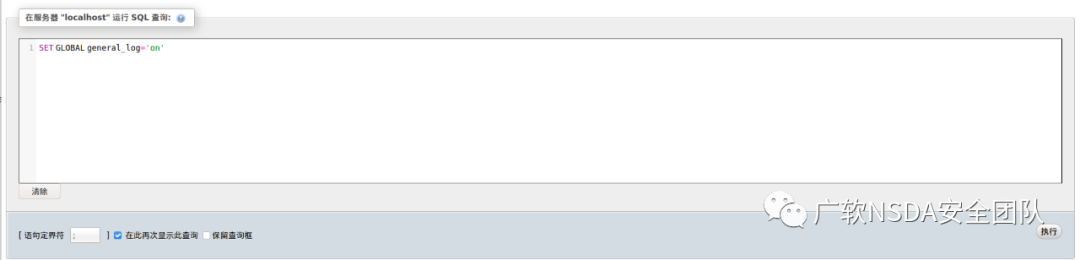 在服务器 "localhost" 运行 SQL 查询:
1 SET GLOBAL general_log='on'
清除
广软NSDA安全团队
[ 语句定界符 ; ] 在此再次显示此查询 保留查询框 执行